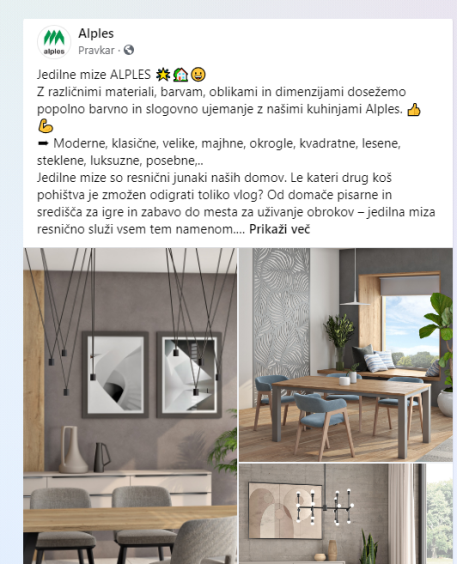 Alples
alples
Pravkar ·
Jedilne mize ALPLES 🌟🏠😀
Z različnimi materiali, barvam, oblikami in dimenzijami dosežemo
popolno barvno in slogovno ujemanje z našimi kuhinjami Alples. 👍
💪
➡ Moderne, klasične, velike, majhne, okrogle, kvadratne, lesene,
steklene, luksuzne, posebne,..
Jedilne mize so resnični junaki naših domov. Le kateri drug koš
pohištva je zmožen odigrati toliko vlog? Od domače pisarne in
središča za igre in zabavo do mesta za uživanje obrokov – jedilna miza
resnično služi vsem tem namenom.... Prikaži več